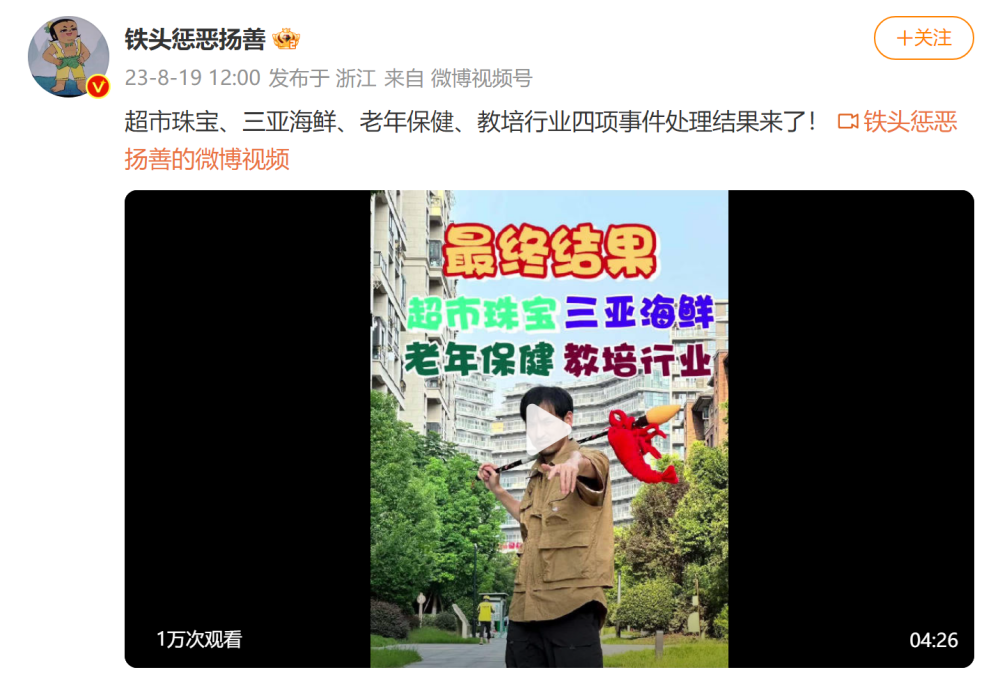 铁头惩恶扬善
+关注
23-8-19 12:00 发布于 浙江 来自 微博视频号
超市珠宝、三亚海鲜、老年保健、教培行业四项事件处理结果来了！ 铁头惩恶
扬善的微博视频
最终结果
超市珠宝 三亚海鲜
老年保健 教培行业
1万次观看
04:26